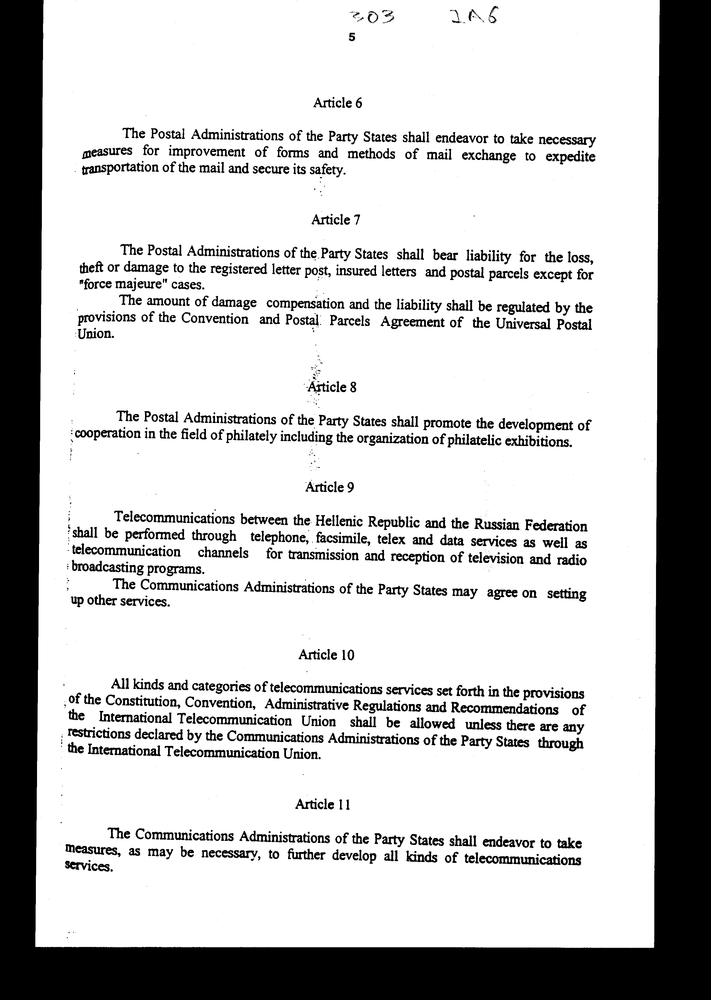 303 IA6
5
Article 6
The Postal Administrations of the Party States shall endeavor to take necessary
measures for improvement of forms and methods of mail exchange to expedite
transportation of the mail and secure its safety.
Article 7
The Postal Administrations of the Party States shall bear liability for the loss,
theft or damage to the registered letter post, insured letters and postal parcels except for
"force majeure" cases.
The amount of damage compensation and the liability shall be regulated by the
provisions of the Convention and Postal Parcels Agreement of the Universal Postal
Union.
Article 8
The Postal Administrations of the Party States shall promote the development of
cooperation in the field of philately including the organization of philatelic exhibitions.
Article 9
Telecommunications between the Hellenic Republic and the Russian Federation
shall be performed through telephone, facsimile, telex and data services as well as
telecommunication channels for transmission and reception of television and radio
broadcasting programs.
The Communications Administrations of the Party States may agree on setting
up other services.
Article 10
All kinds and categories of telecommunications services set forth in the provisions
of the Constitution, Convention, Administrative Regulations and Recommendations of
the International Telecommunication Union shall be allowed unless there are any
restrictions declared by the Communications Administrations of the Party States through
the International Telecommunication Union.
Article 11
The Communications Administrations of the Party States shall endeavor to take
measures, as may be necessary, to further develop all kinds of telecommunications
services.